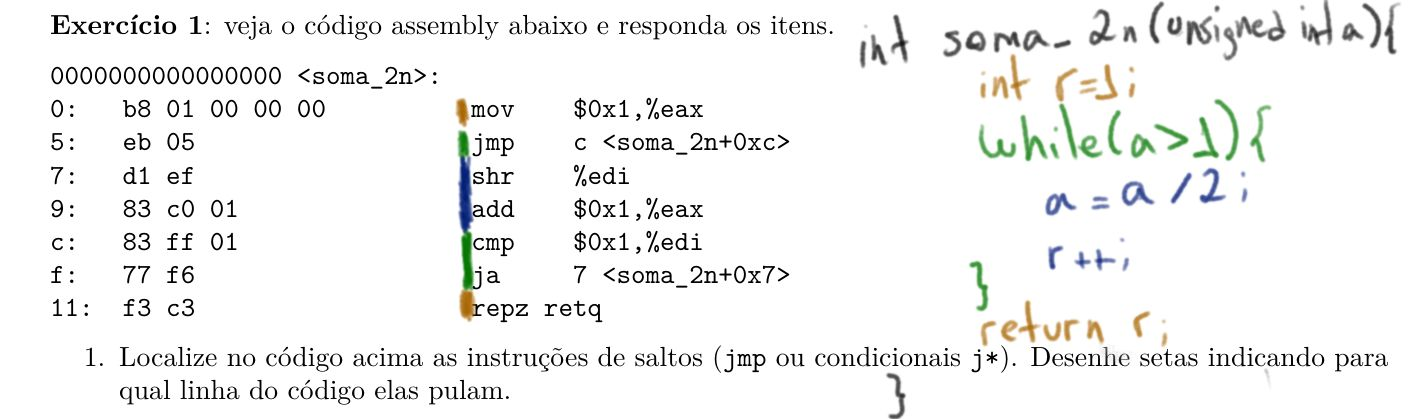 Exercício 1: veja o código assembly abaixo e responda os itens.
0000000000000000 <soma_2n>:
0: b8 01 00 00 00 mov $0x1,%eax
5: eb 05 jmp c <soma_2n+0xc>
7: d1 ef shr %edi
9: 83 c0 01 add $0x1,%eax
c: 83 ff 01 cmp $0x1,%edi
f: 77 f6 ja 7 <soma_2n+0x7>
11: f3 c3 repz retq
int soma_2n(unsigned int a){
int r=1;
while(a>1){
a = a / 2;
r++;
}
return r;
}
1. Localize no código acima as instruções de saltos (jmp ou condicionais j*). Desenhe setas indicando para
qual linha do código elas pulam.